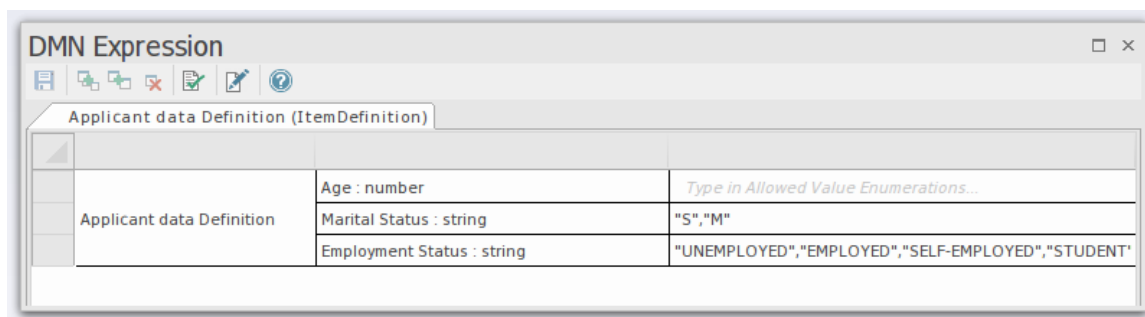 DMN Expression
Applicant data Definition (ItemDefinition)
Age : number
Type in Allowed Value Enumerations...
Applicant data Definition
Marital Status : string
"S","M"
Employment Status : string
"UNEMPLOYED","EMPLOYED","SELF-EMPLOYED","STUDENT'